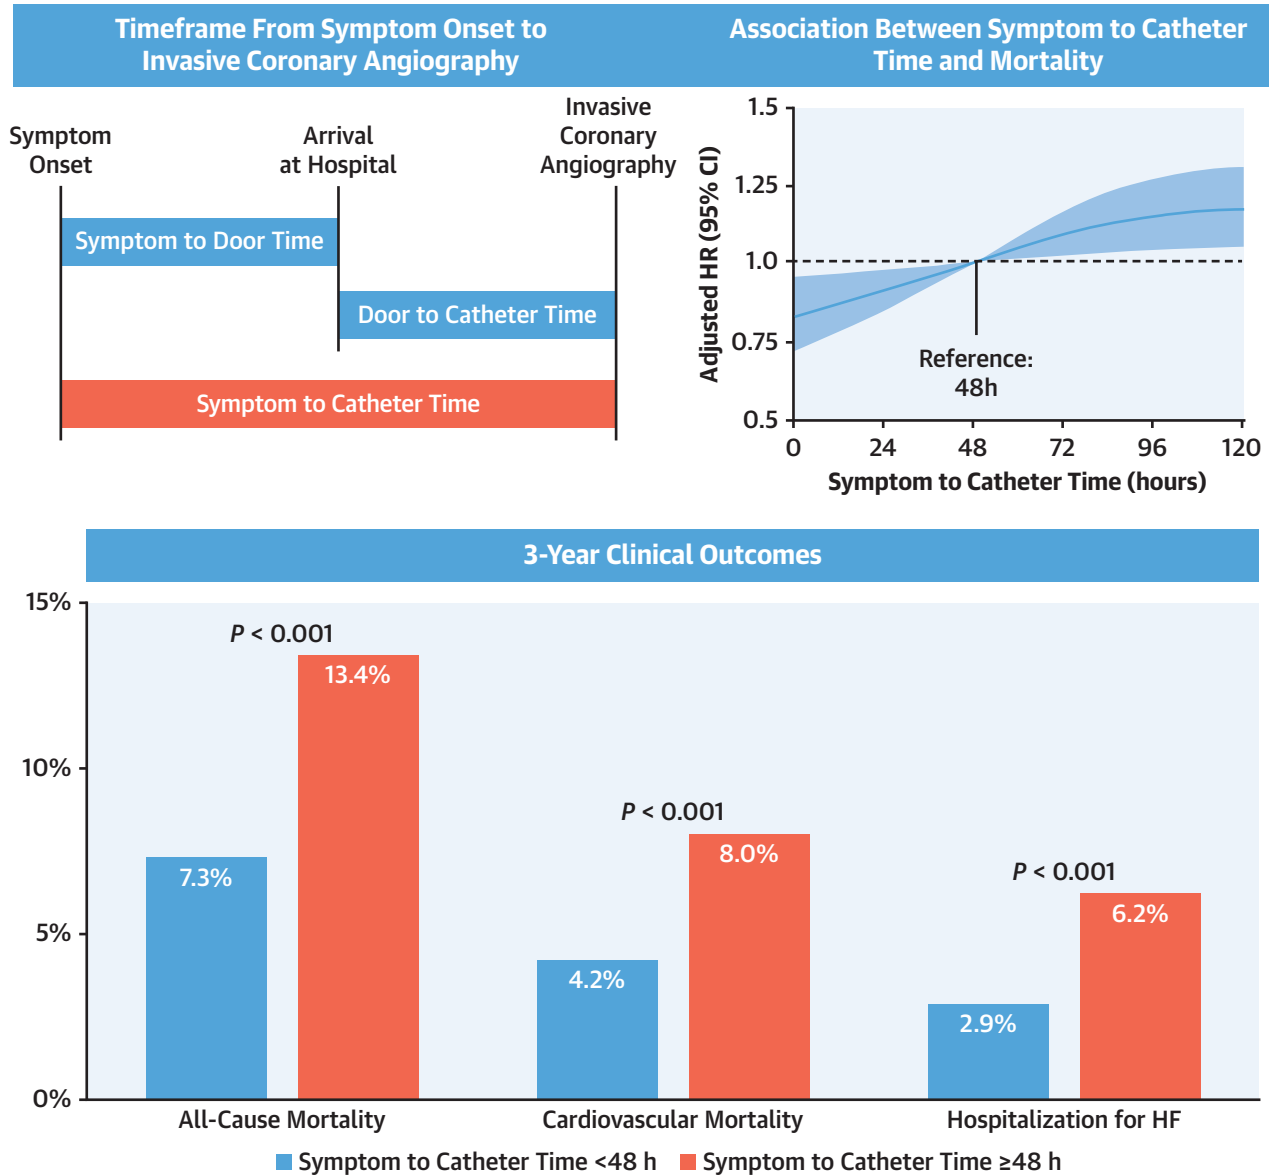 Timeframe From Symptom Onset to
Invasive Coronary Angiography
Symptom
Onset
Arrival
at Hospital
Invasive
Coronary
Angiography
Symptom to Door Time
Door to Catheter Time
Symptom to Catheter Time
Association Between Symptom to Catheter
Time and Mortality
Adjusted HR (95% CI)
1.5
1.25
1.0
0.75
0.5
Reference:
48h
0 24 48 72 96 120
Symptom to Catheter Time (hours)
3-Year Clinical Outcomes
15%
10%
5%
0%
P < 0.001
7.3%
13.4%
P < 0.001
4.2%
8.0%
P < 0.001
2.9%
6.2%
All-Cause Mortality
Cardiovascular Mortality
Hospitalization for HF
Symptom to Catheter Time <48 h
Symptom to Catheter Time ≥48 h